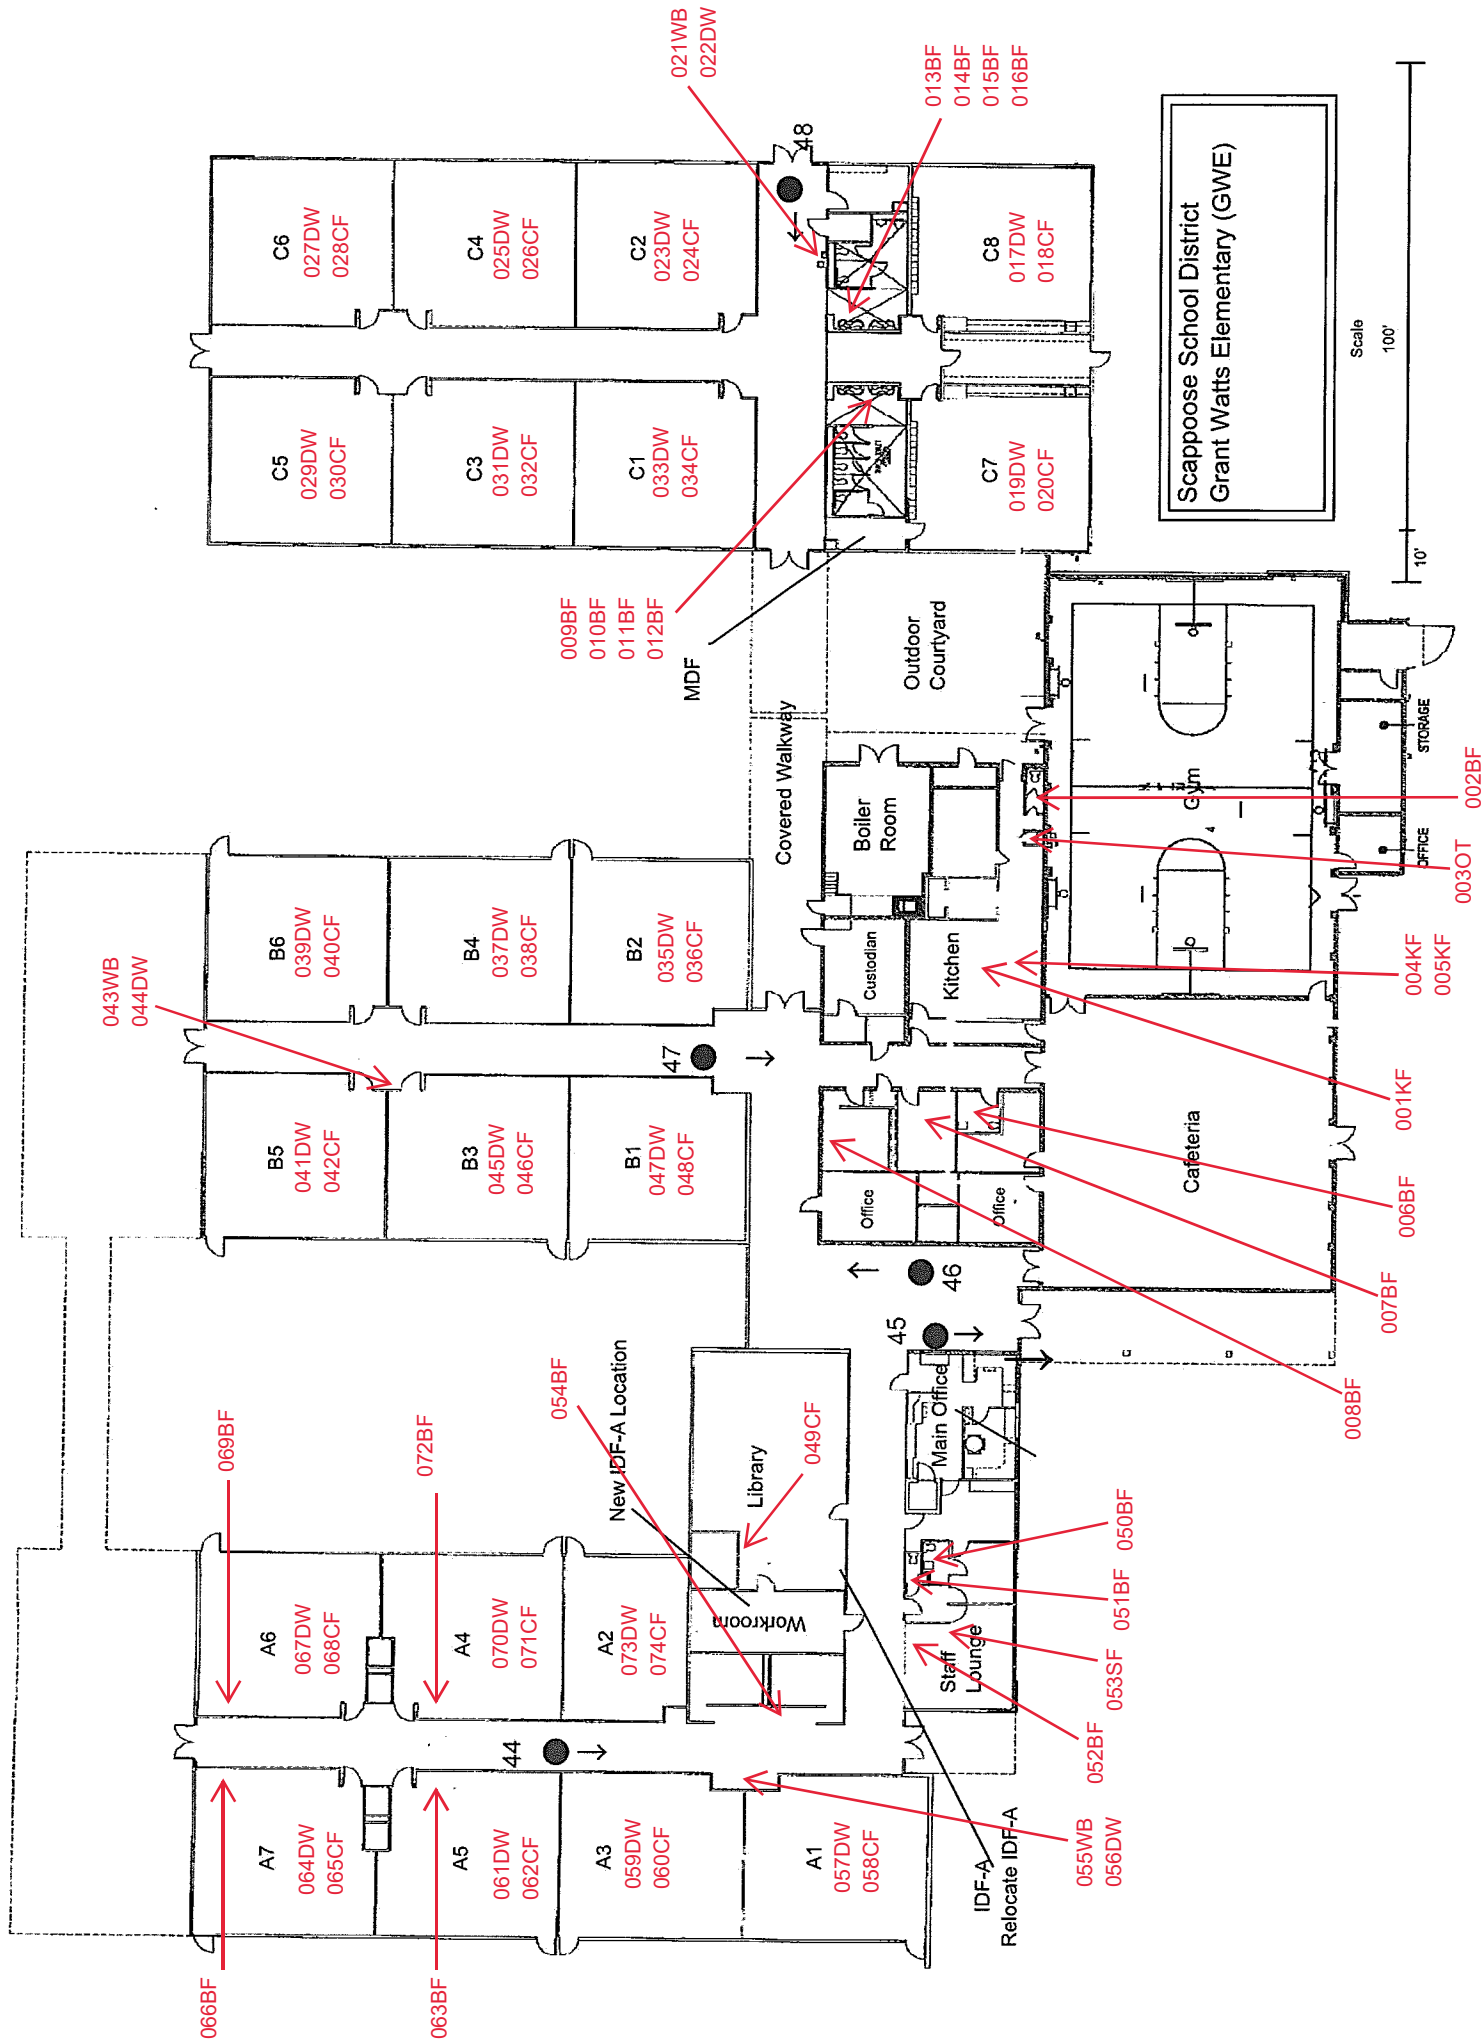 066BF
063BF
069BF
072BF
A7
064DW
065CF
A5
061DW
062CF
A3
059DW
060CF
A1
057DW
058CF
A6
067DW
068CF
A4
070DW
071CF
A2
073DW
074CF
44
054BF
New IDF-A Location
Workroom
Library
049CF
IDF-A
Relocate IDF-A
055WB
056DW
Staff
Lounge
052BF
053SF
051BF
050BF
Main Office
45
46
043WB
044DW
B5
041DW
042CF
B3
045DW
046CF
B1
047DW
048CF
B6
039DW
040CF
B4
037DW
038CF
B2
035DW
036CF
47
Office
Office
Custodian
Kitchen
Boiler
Room
Covered Walkway
Cafeteria
008BF
007BF
006BF
001KF
004KF
005KF
003OT
002BF
Gym
4
OFFICE
STORAGE
Outdoor
Courtyard
MDF
009BF
010BF
011BF
012BF
C5
029DW
030CF
C3
031DW
032CF
C1
033DW
034CF
C7
019DW
020CF
C6
027DW
028CF
C4
025DW
026CF
C2
023DW
024CF
C8
017DW
018CF
48
021WB
022DW
013BF
014BF
015BF
016BF
Scappoose School District
Grant Watts Elementary (GWE)
Scale
10'
100'